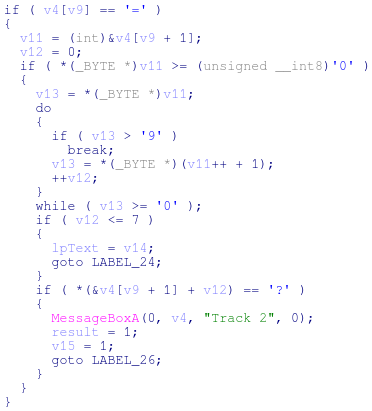 if ( v4[v9] == '=' )
{
  v11 = (int)&v4[v9 + 1];
  v12 = 0;
  if ( *(_BYTE *)v11 >= (unsigned __int8)'0' )
  {
    v13 = *(_BYTE *)v11;
    do
    {
      if ( v13 > '9' )
        break;
      v13 = *(_BYTE *)(v11++ + 1);
      ++v12;
    }
    while ( v13 >= '0' );
    if ( v12 <= 7 )
    {
      lpText = v14;
      goto LABEL_24;
    }
    if ( *(&v4[v9 + 1] + v12) == '?' )
    {
      MessageBoxA(0, v4, "Track 2", 0);
      result = 1;
      v15 = 1;
      goto LABEL_26;
    }
  }
}